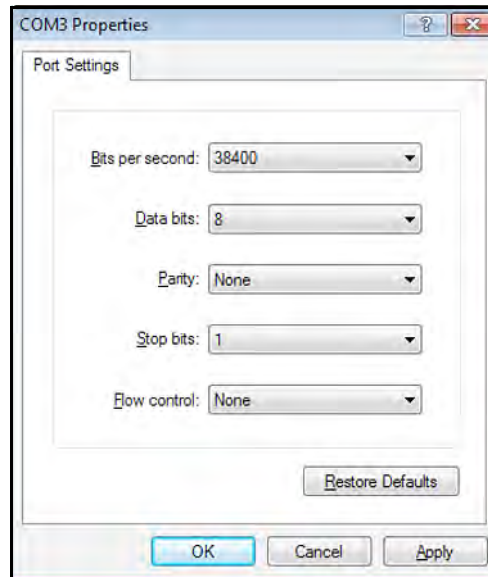 COM3 Properties
Port Settings
Bits per second: 38400
Data bits: 8
Parity: None
Stop bits: 1
Flow control: None
Restore Defaults
OK Cancel Apply